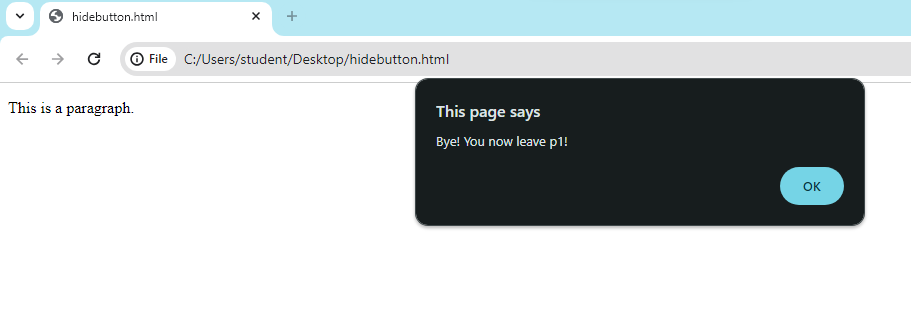 hidebutton.html
File C:/Users/student/Desktop/hidebutton.html
This is a paragraph.
This page says
Bye! You now leave p1!
OK